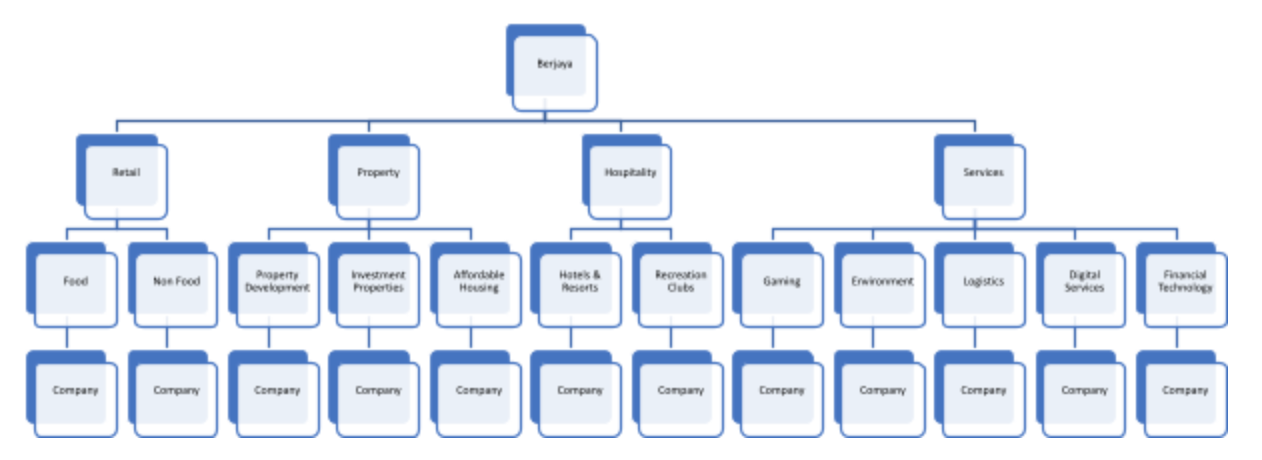 Berjaya
Retail
Property
Hospitality
Services
Food
Non Food
Property
Development
Investment
Properties
Affordable
Housing
Hotels &
Resorts
Recreation
Clubs
Gaming
Environment
Logistics
Digital
Services
Financial
Technology
Company
Company
Company
Company
Company
Company
Company
Company
Company
Company
Company
Company